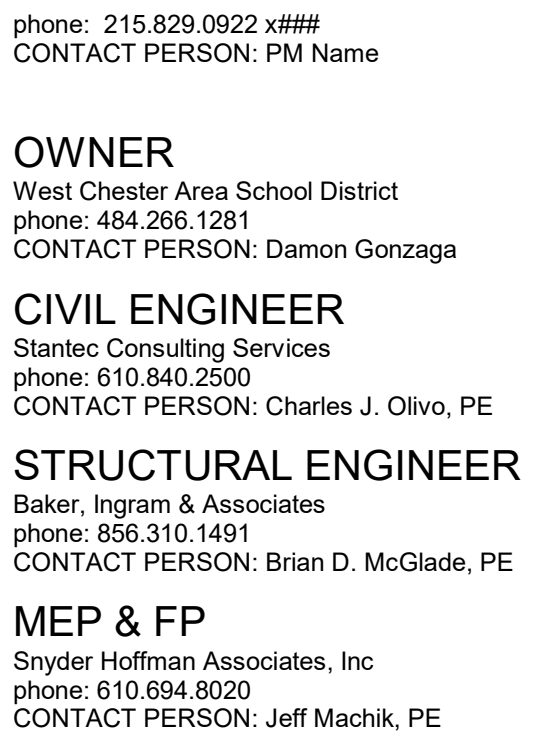 phone:  215.829.0922 x###
CONTACT PERSON: PM Name
OWNER
West Chester Area School District
phone: 484.266.1281
CONTACT PERSON: Damon Gonzaga
CIVIL ENGINEER
Stantec Consulting Services
phone: 610.840.2500
CONTACT PERSON: Charles J. Olivo, PE
STRUCTURAL ENGINEER
Baker, Ingram & Associates
phone: 856.310.1491
CONTACT PERSON: Brian D. McGlade, PE
MEP & FP
Snyder Hoffman Associates, Inc
phone: 610.694.8020
CONTACT PERSON: Jeff Machik, PE